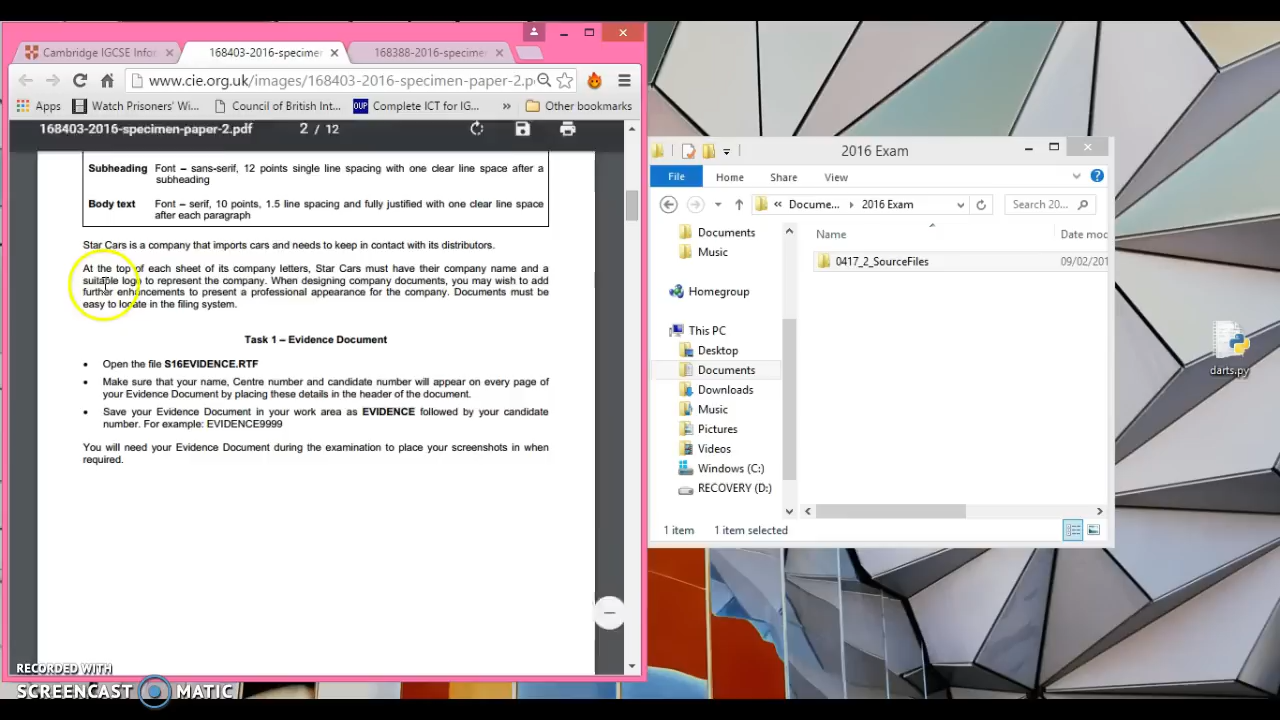 Cambridge IGCSE Info
168403-2016-specime
168388-2016-specime
www.cie.org.uk/images/168403-2016-specimen-paper-2.p
Apps
Watch Prisoners' Wi...
Council of British Int...
OUP
Complete ICT for IG...
»
Other bookmarks
168403-2016-specimen-paper-2.pdf
2 / 12
Subheading Font – sans-serif, 12 points single line spacing with one clear line space after a
subheading
Body text Font – serif, 10 points, 1.5 line spacing and fully justified with one clear line space
after each paragraph
Star Cars is a company that imports cars and needs to keep in contact with its distributors.
At the top of each sheet of its company letters, Star Cars must have their company name and a
suitable logo to represent the company. When designing company documents, you may wish to add
further enhancements to present a professional appearance for the company. Documents must be
easy to locate in the filing system.
Task 1 – Evidence Document
• Open the file S16EVIDENCE.RTF
• Make sure that your name, Centre number and candidate number will appear on every page of
your Evidence Document by placing these details in the header of the document.
• Save your Evidence Document in your work area as EVIDENCE followed by your candidate
number. For example: EVIDENCE9999
You will need your Evidence Document during the examination to place your screenshots in when
required.
RECORDED WITH
SCREENCAST MATIC
2016 Exam
File
Home
Share
View
« Docume... 2016 Exam
Search 20...
Documents
Music
Homegroup
This PC
Desktop
Documents
Downloads
Music
Pictures
Videos
Windows (C:)
RECOVERY (D:)
Name
Date mod
0417_2_SourceFiles
09/02/201
1 item
1 item selected
darts.py